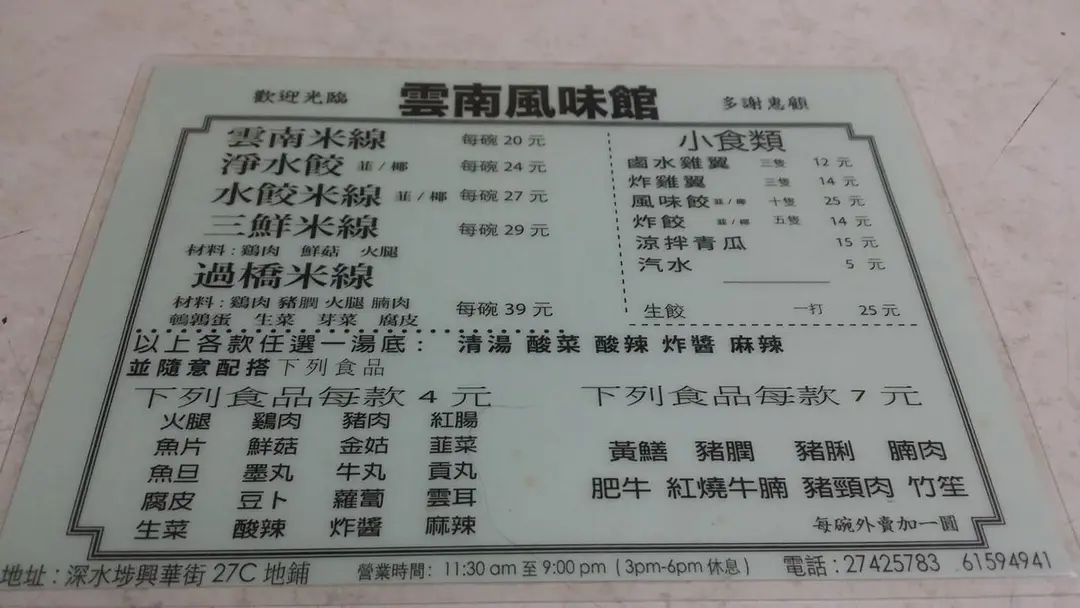 歡迎光臨 雲南風味館 多謝惠顧
雲南米線 每碗 20 元
淨水餃 韮 / 椰 每碗 24 元
水餃米線 韮 / 椰 每碗 27 元
三鮮米線 每碗 29 元
材料 : 鷄肉 鮮菇 火腿
過橋米線
材料 : 鷄肉 豬膶 火腿 腩肉 每碗 39 元
鵪鶉蛋 生菜 芽菜 腐皮
小食類
鹵水雞翼 三隻 12 元
炸雞翼 三隻 14 元
風味餃 韮 / 椰 十隻 25 元
炸餃 韮 / 椰 五隻 14 元
涼拌青瓜 15 元
汽水 5 元
生餃 一打 25 元
以上各款任選一湯底 : 清湯 酸菜 酸辣 炸醬 麻辣
並隨意配搭下列食品
下列食品每款 4 元
火腿 鷄肉 豬肉 紅腸
魚片 鮮菇 金姑 韮菜
魚旦 墨丸 牛丸 貢丸
腐皮 豆卜 蘿蔔 雲耳
生菜 酸辣 炸醬 麻辣
下列食品每款 7 元
黃鱔 豬膶 豬脷 腩肉
肥牛 紅燒牛腩 豬頸肉 竹笙
每碗外賣加一圓
地址 : 深水埗興華街 27C 地鋪 營業時間 : 11:30 am 至 9:00 pm ( 3pm-6pm 休息 ) 電話 : 27425783 61594941